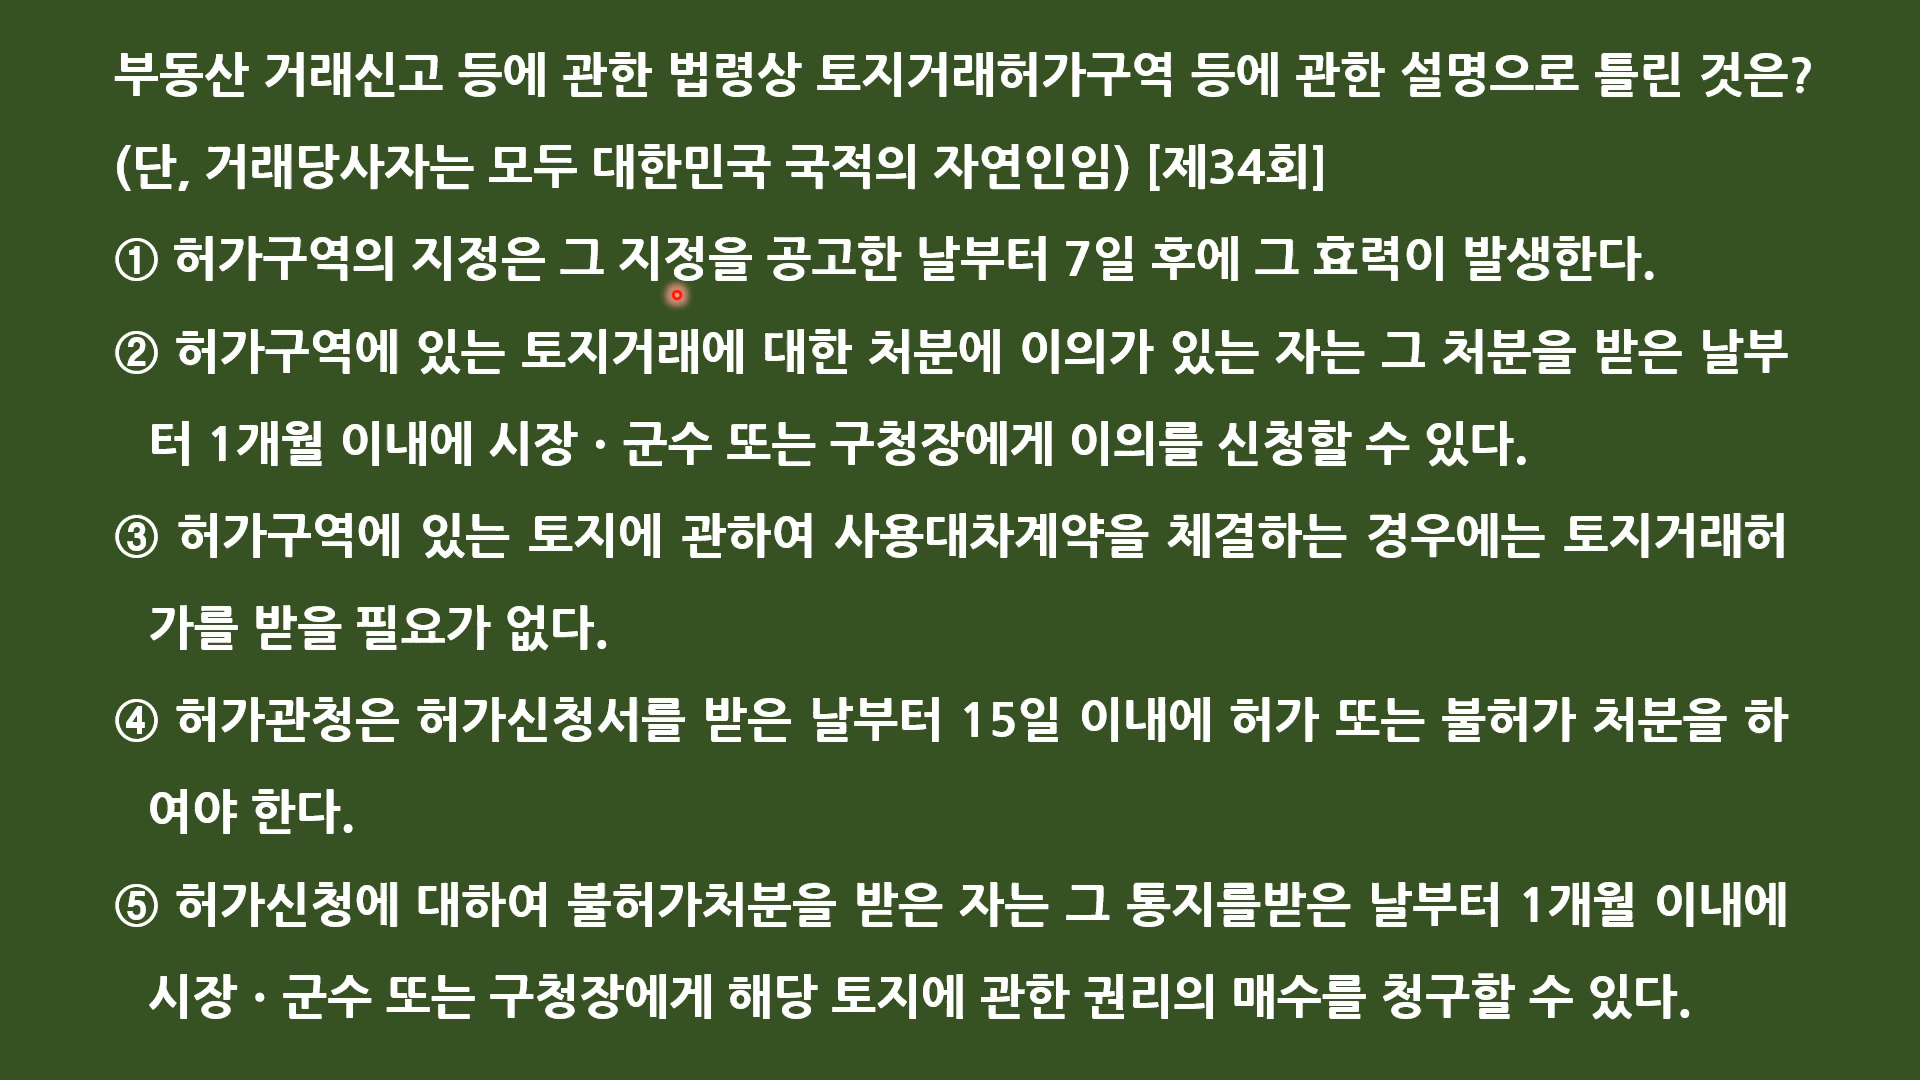 부동산 거래신고 등에 관한 법령상 토지거래허가구역 등에 관한 설명으로 틀린 것은?
(단, 거래당사자는 모두 대한민국 국적의 자연인임) [제34회]
① 허가구역의 지정은 그 지정을 공고한 날부터 7일 후에 그 효력이 발생한다.
② 허가구역에 있는 토지거래에 대한 처분에 이의가 있는 자는 그 처분을 받은 날부
터 1개월 이내에 시장 · 군수 또는 구청장에게 이의를 신청할 수 있다.
③ 허가구역에 있는 토지에 관하여 사용대차계약을 체결하는 경우에는 토지거래허
가를 받을 필요가 없다.
④ 허가관청은 허가신청서를 받은 날부터 15일 이내에 허가 또는 불허가 처분을 하
여야 한다.
⑤ 허가신청에 대하여 불허가처분을 받은 자는 그 통지를받은 날부터 1개월 이내에
시장 · 군수 또는 구청장에게 해당 토지에 관한 권리의 매수를 청구할 수 있다.